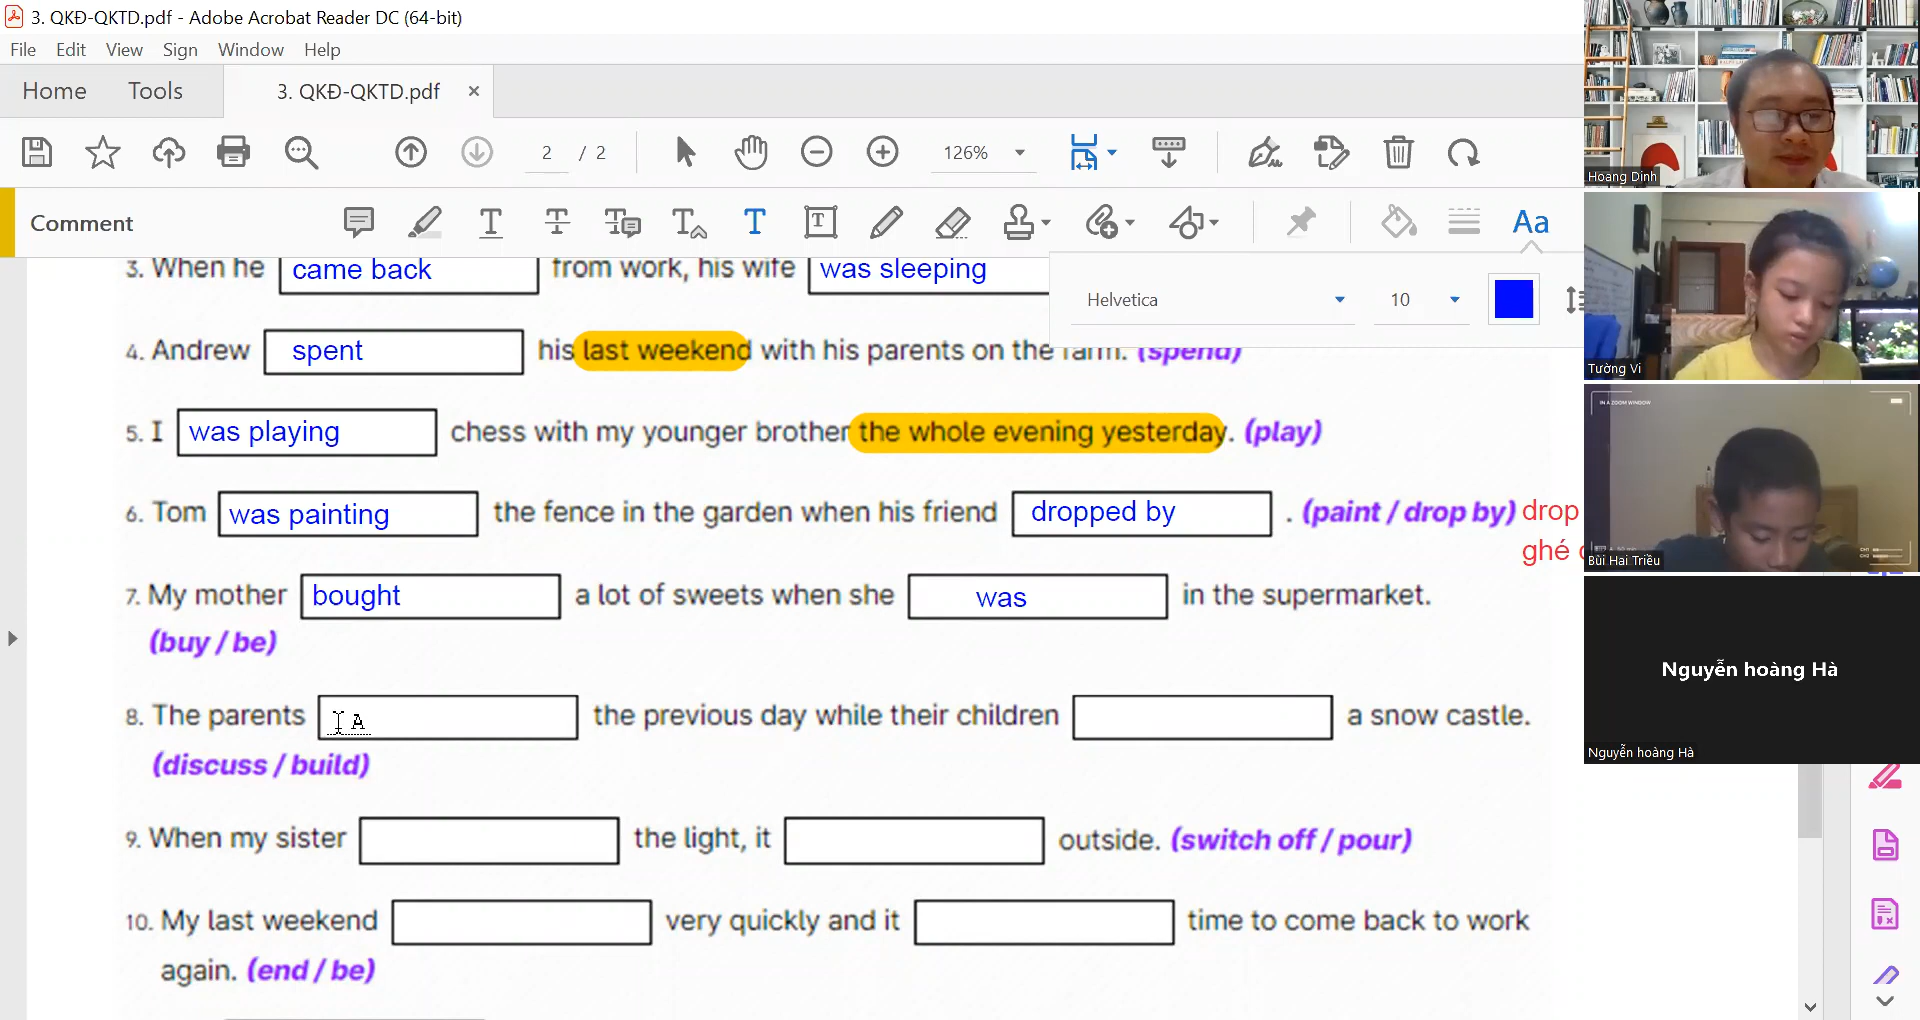 3. QKĐ-QKTD.pdf - Adobe Acrobat Reader DC (64-bit)
File Edit View Sign Window Help
Home Tools 3. QKĐ-QKTD.pdf ×
2 / 2 126%
Comment
Helvetica 10
3. When he came back from work, his wife was sleeping
4. Andrew spent his last weekend with his parents on the farm. (spend)
5. I was playing chess with my younger brother the whole evening yesterday. (play)
6. Tom was painting the fence in the garden when his friend dropped by . (paint / drop by) drop
ghé
7. My mother bought a lot of sweets when she was in the supermarket.
(buy / be)
8. The parents the previous day while their children a snow castle.
(discuss / build)
9. When my sister the light, it outside. (switch off / pour)
10. My last weekend very quickly and it time to come back to work
again. (end / be)
Hoang Dinh
Tường Vi
IN A ZOOM WINDOW
Bùi Hai Triều
Nguyễn hoàng Hà
Nguyễn hoàng Hà